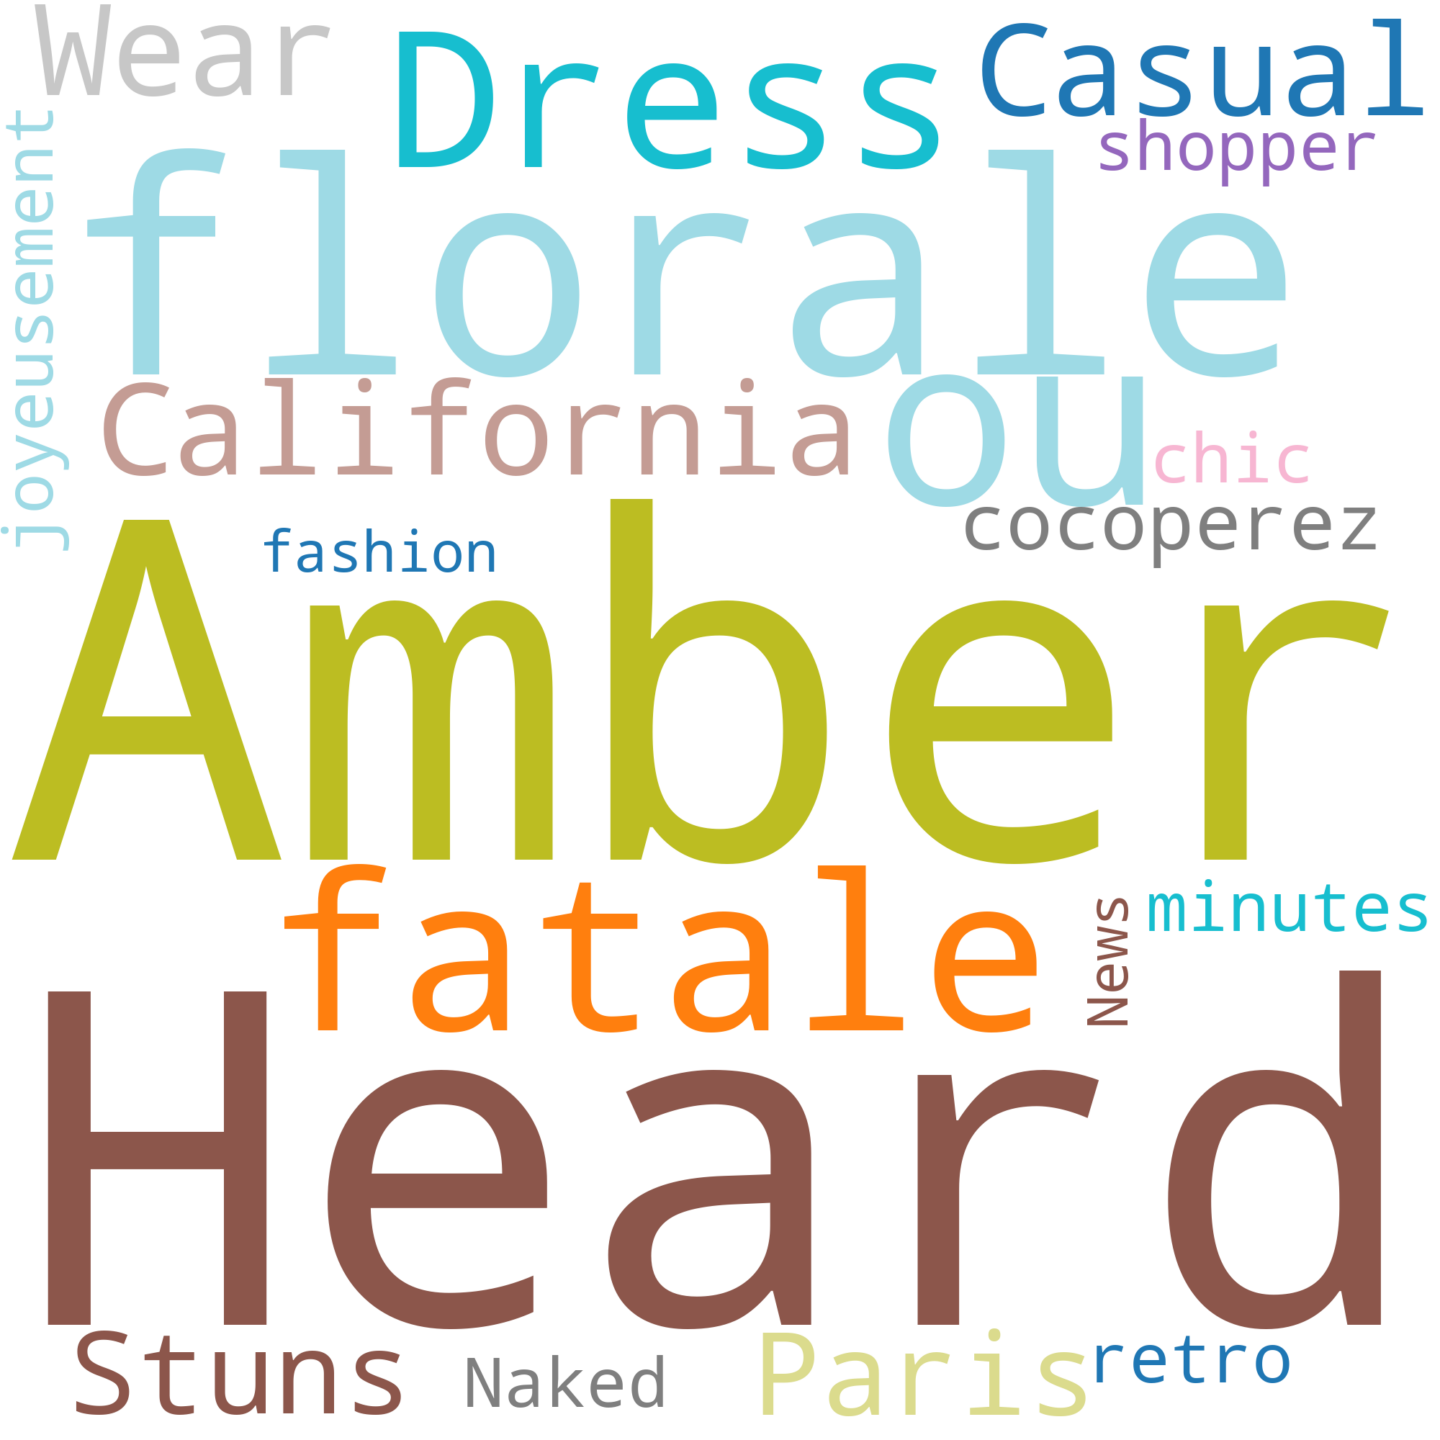 Wear
Dress
Casual
shopper
joyeusement
florale
California
ou
chic
cocoperez
fashion
Amber
fatale
News
minutes
Heard
Stuns
Naked
Paris
retro